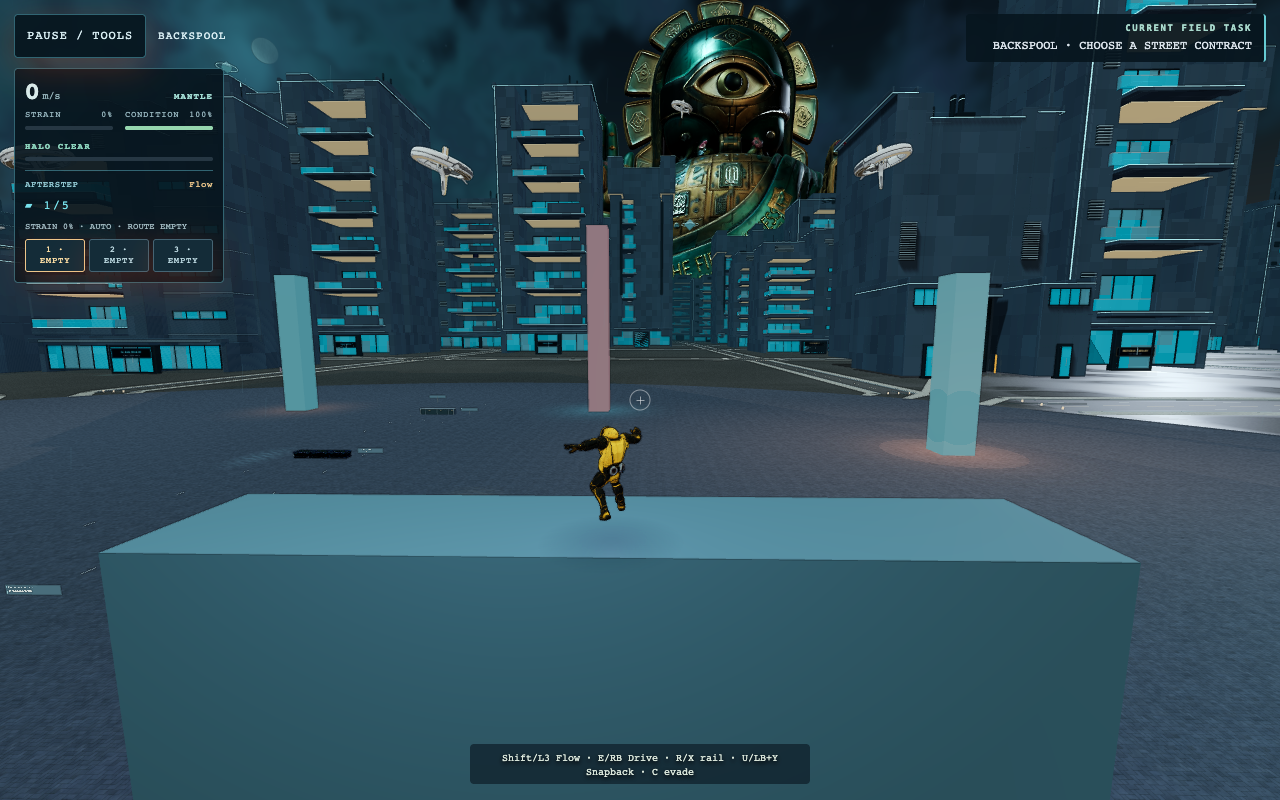 PAUSE / TOOLS
BACKSPOOL
CURRENT FIELD TASK
BACKSPOOL · CHOOSE A STREET CONTRACT
0 m/s
MANTLE
STRAIN 0%
CONDITION 100%
HALO CLEAR
AFTERSTEP
Flow
1/5
STRAIN 0% · AUTO · ROUTE EMPTY
1 · EMPTY
2 · EMPTY
3 · EMPTY
WITNESS
Shift/L3 Flow · E/RB Drive · R/X rail · U/LB+Y
Snapback · C evade